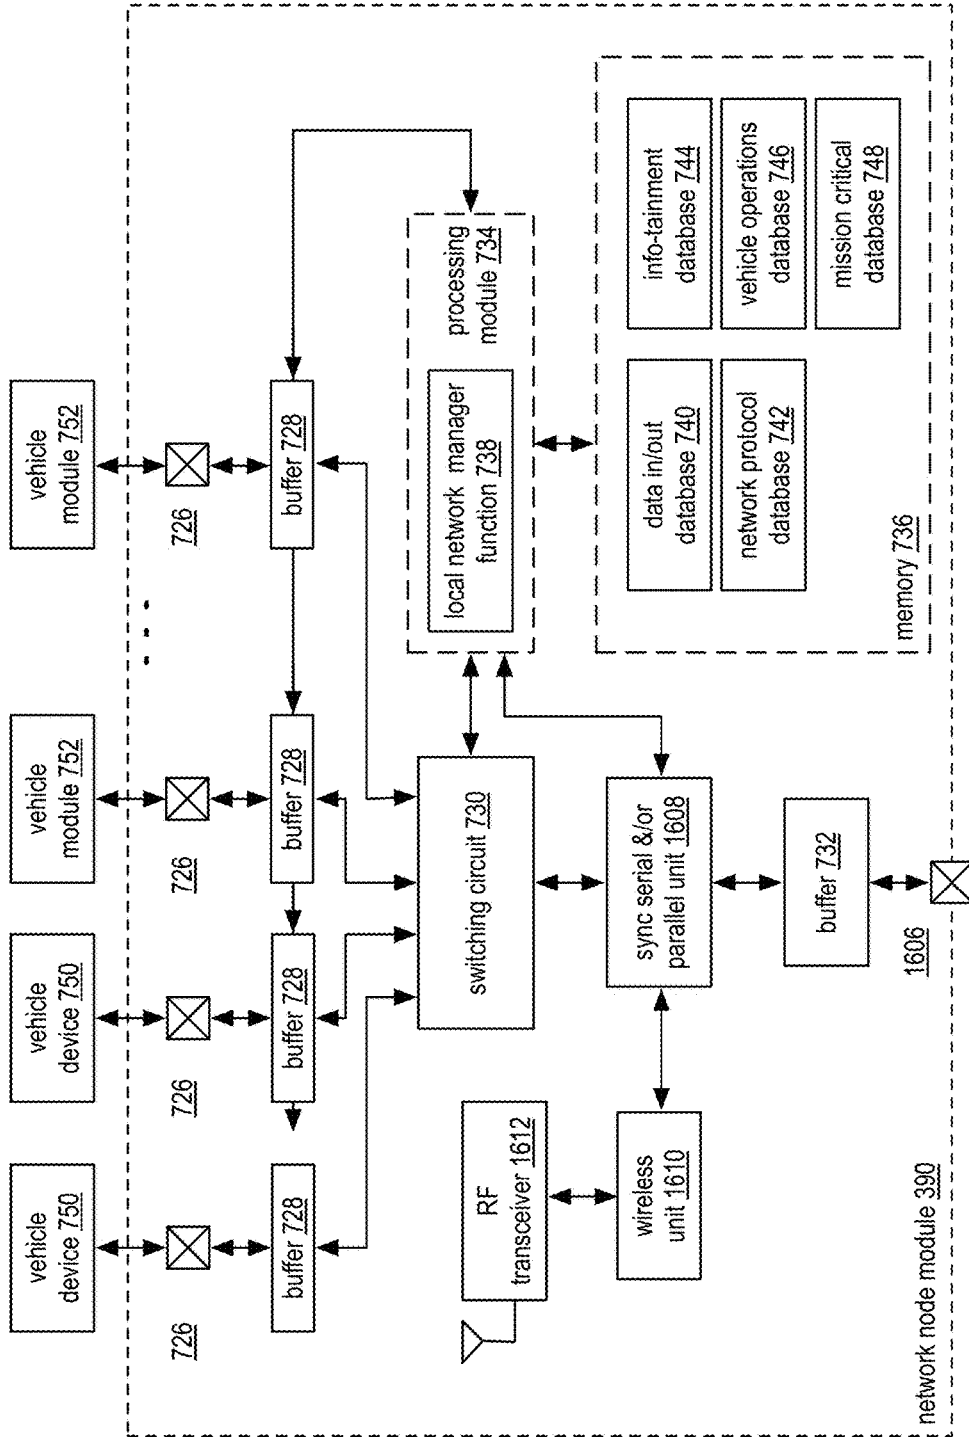 vehicle
device 750
vehicle
device 750
vehicle
module 752
vehicle
module 752
726
726
726
726
buffer 728
buffer 728
buffer 728
buffer 728
RF
transceiver 1612
switching circuit 730
local network manager
function 738
processing
module 734
wireless
unit 1610
sync serial &/or
parallel unit 1608
data in/out
database 740
info-tainment
database 744
network protocol
database 742
vehicle operations
database 746
mission critical
database 748
buffer 732
memory 736
network node module 390
1606